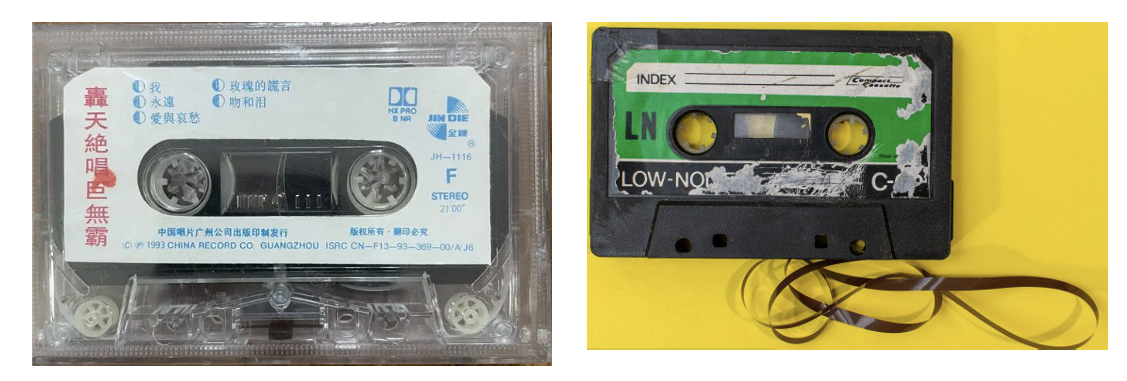 轟天絶唱巨無霸
我
永遠
愛與哀愁
玫瑰的謊言
吻和泪
HX PRO
B NR
JIN DIE
金蝶
®
JH—1116
F
STEREO
21'00"
中国唱片广州公司出版印制发行
版权所有·翻印必究
© ℗ 1993 CHINA RECORD CO. GUANGZHOU ISRC CN—F13—93—369—00/A·J6
INDEX
Compact
Cassette
LN
LOW-NO
C-